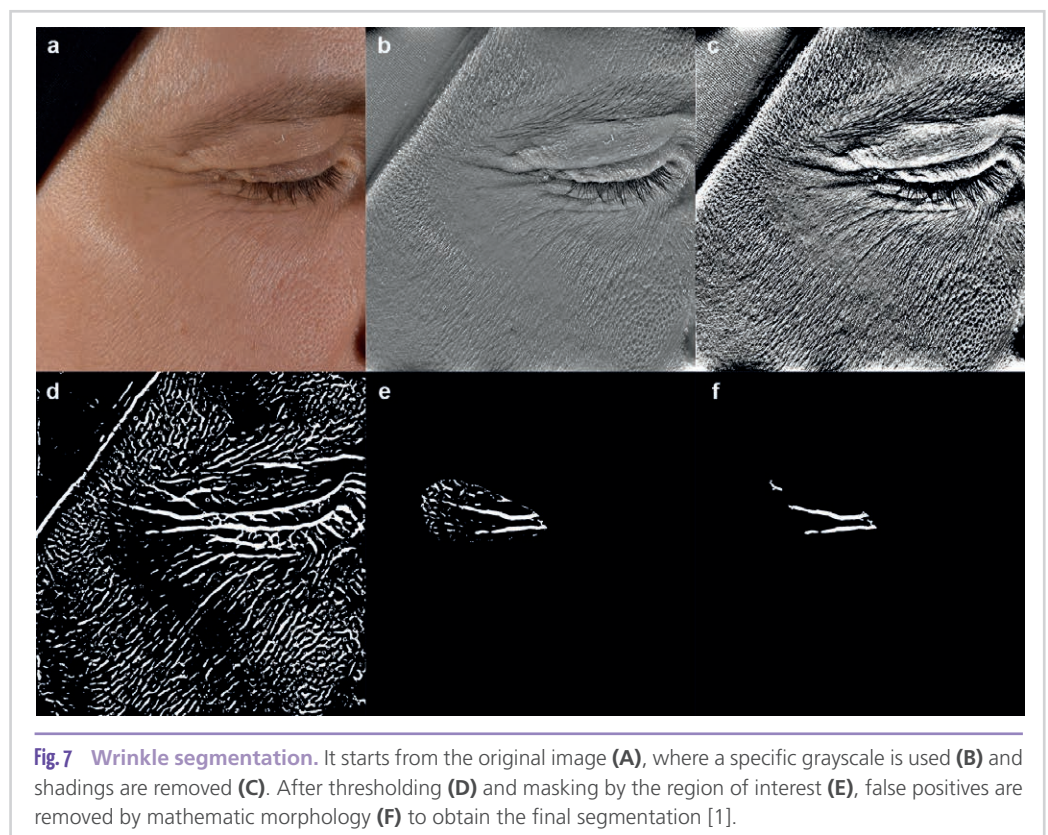 a b c
d e f
Fig. 7 Wrinkle segmentation. It starts from the original image (A), where a specific grayscale is used (B) and
shadings are removed (C). After thresholding (D) and masking by the region of interest (E), false positives are
removed by mathematic morphology (F) to obtain the final segmentation [1].